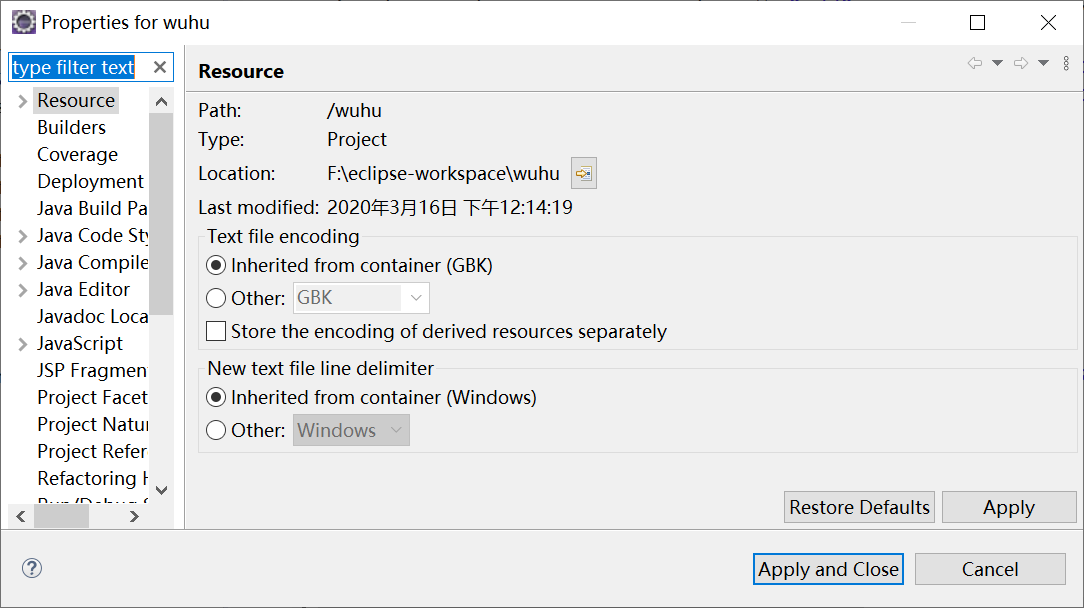 Properties for wuhu
type filter text
Resource
Builders
Coverage
Deployment
Java Build Pa
Java Code Sty
Java Compile
Java Editor
Javadoc Loca
JavaScript
JSP Fragmen
Project Facet
Project Natur
Project Refer
Refactoring H
Run/Debug S
Resource
Path: /wuhu
Type: Project
Location: F:\eclipse-workspace\wuhu
Last modified: 2020年3月16日 下午12:14:19
Text file encoding
Inherited from container (GBK)
Other: GBK
Store the encoding of derived resources separately
New text file line delimiter
Inherited from container (Windows)
Other: Windows
Restore Defaults Apply
Apply and Close Cancel